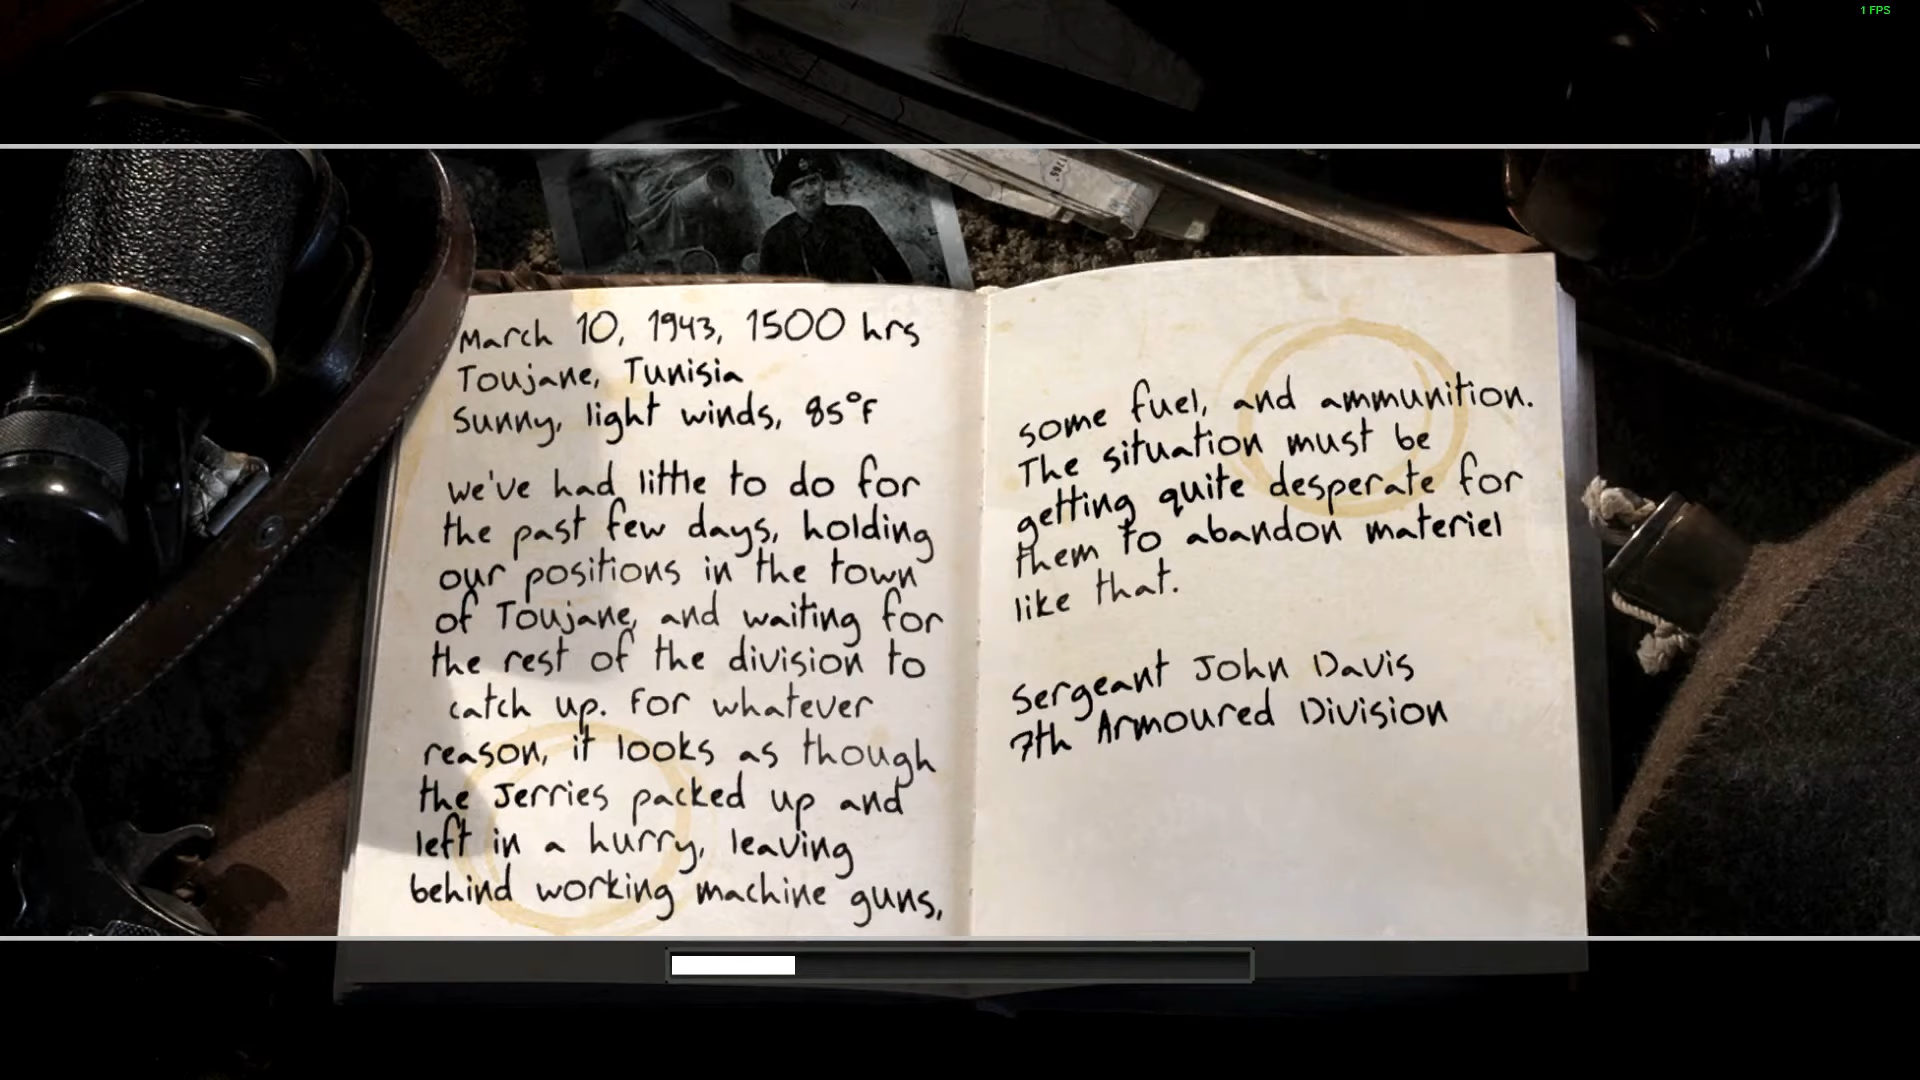 1 FPS
March 10, 1943, 1500 hrs
Toujane, Tunisia
Sunny, light winds, 85°F
We've had little to do for
the past few days, holding
our positions in the town
of Toujane, and waiting for
the rest of the division to
catch up. For whatever
reason, it looks as though
the Jerries packed up and
left in a hurry, leaving
behind working machine guns,
some fuel, and ammunition.
The situation must be
getting quite desperate for
them to abandon materiel
like that.
Sergeant John Davis
7th Armoured Division